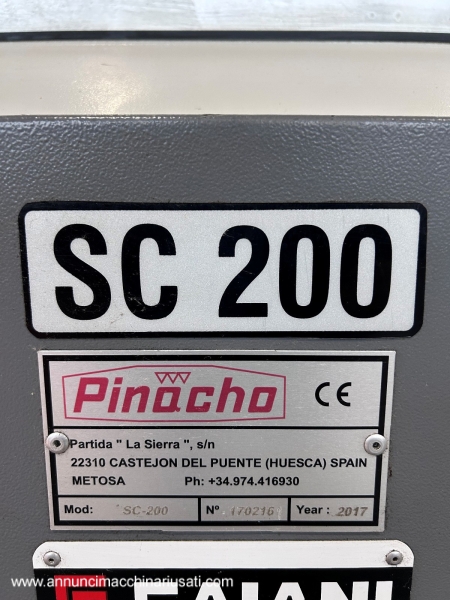 SC 200
Pinacho CE
Partida " La Sierra ", s/n
22310 CASTEJON DEL PUENTE (HUESCA) SPAIN
METOSA Ph: +34.974.416930
Mod: SC-200 Nº 170216 Year : 2017
www.annuncimacchinariusati.com